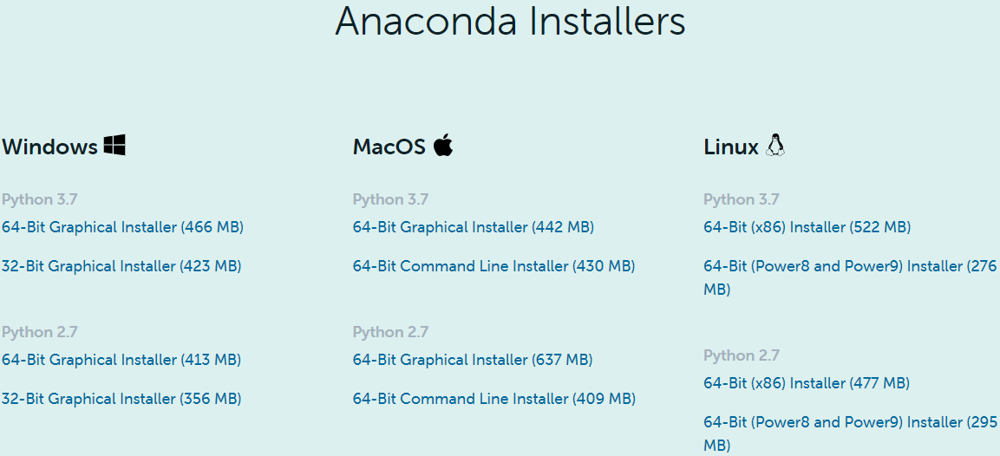 Anaconda Installers
Windows
Python 3.7
64-Bit Graphical Installer (466 MB)
32-Bit Graphical Installer (423 MB)
Python 2.7
64-Bit Graphical Installer (413 MB)
32-Bit Graphical Installer (356 MB)
MacOS
Python 3.7
64-Bit Graphical Installer (442 MB)
64-Bit Command Line Installer (430 MB)
Python 2.7
64-Bit Graphical Installer (637 MB)
64-Bit Command Line Installer (409 MB)
Linux
Python 3.7
64-Bit (x86) Installer (522 MB)
64-Bit (Power8 and Power9) Installer (276
MB)
Python 2.7
64-Bit (x86) Installer (477 MB)
64-Bit (Power8 and Power9) Installer (295
MB)